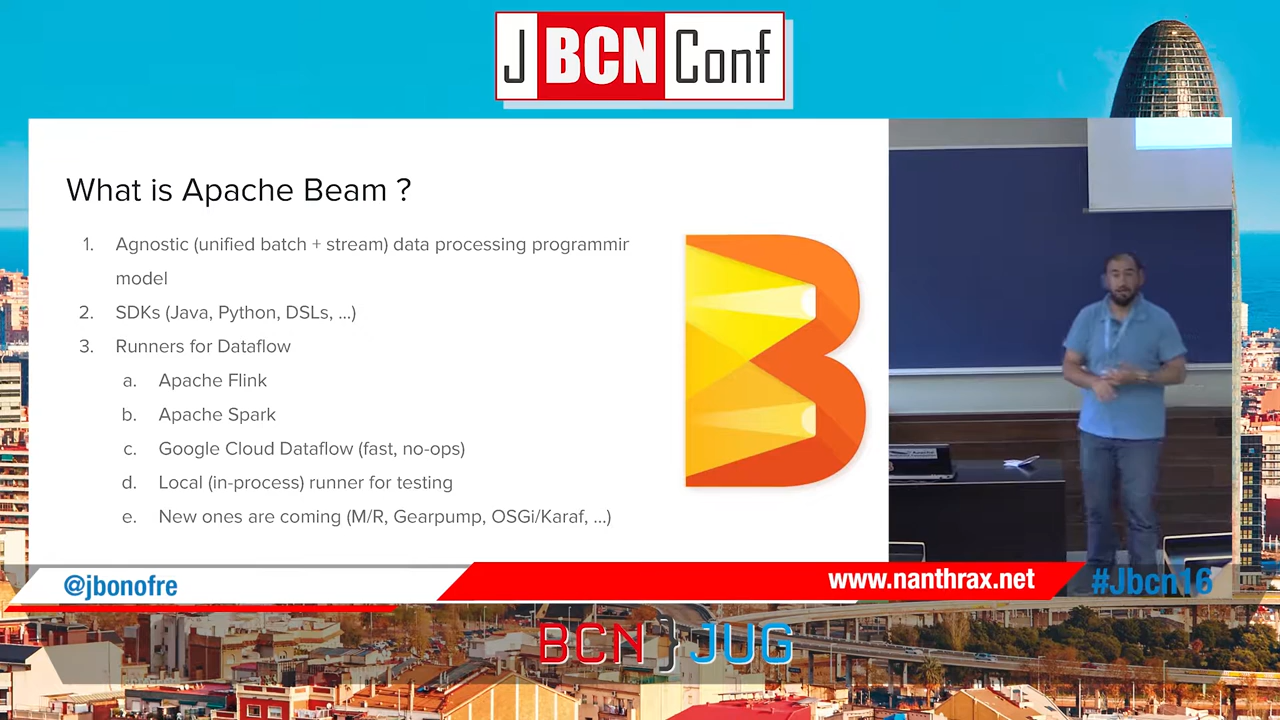 J BCN Conf
What is Apache Beam ?
1. Agnostic (unified batch + stream) data processing programmir
model
2. SDKs (Java, Python, DSLs, ...)
3. Runners for Dataflow
a. Apache Flink
b. Apache Spark
c. Google Cloud Dataflow (fast, no-ops)
d. Local (in-process) runner for testing
e. New ones are coming (M/R, Gearpump, OSGi/Karaf, ...)
@jbonofre
www.nanthrax.net
#Jbcn16
BCN JUG